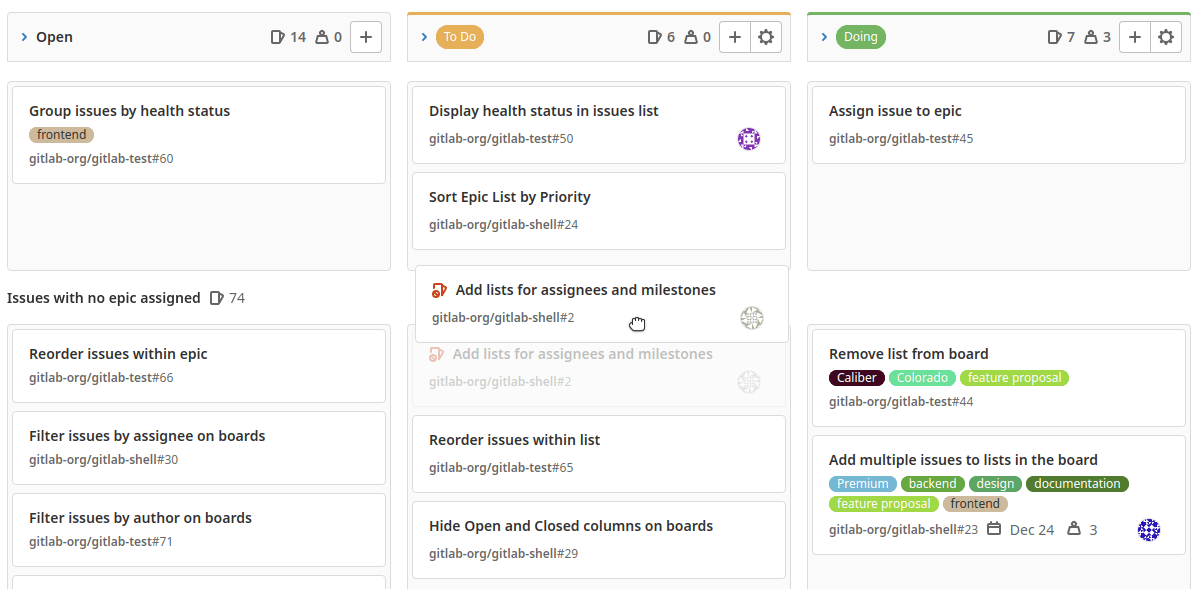 Open 14 0
To Do 6 0
Doing 7 3
Group issues by health status
frontend
gitlab-org/gitlab-test#60
Display health status in issues list
gitlab-org/gitlab-test#50
Sort Epic List by Priority
gitlab-org/gitlab-shell#24
Assign issue to epic
gitlab-org/gitlab-test#45
Add lists for assignees and milestones
gitlab-org/gitlab-shell#2
Issues with no epic assigned 74
Reorder issues within epic
gitlab-org/gitlab-test#66
Filter issues by assignee on boards
gitlab-org/gitlab-shell#30
Filter issues by author on boards
gitlab-org/gitlab-test#71
Add lists for assignees and milestones
gitlab-org/gitlab-shell#2
Reorder issues within list
gitlab-org/gitlab-test#65
Hide Open and Closed columns on boards
gitlab-org/gitlab-shell#29
Remove list from board
Caliber Colorado feature proposal
gitlab-org/gitlab-test#44
Add multiple issues to lists in the board
Premium backend design documentation
feature proposal frontend
gitlab-org/gitlab-shell#23 Dec 24 3